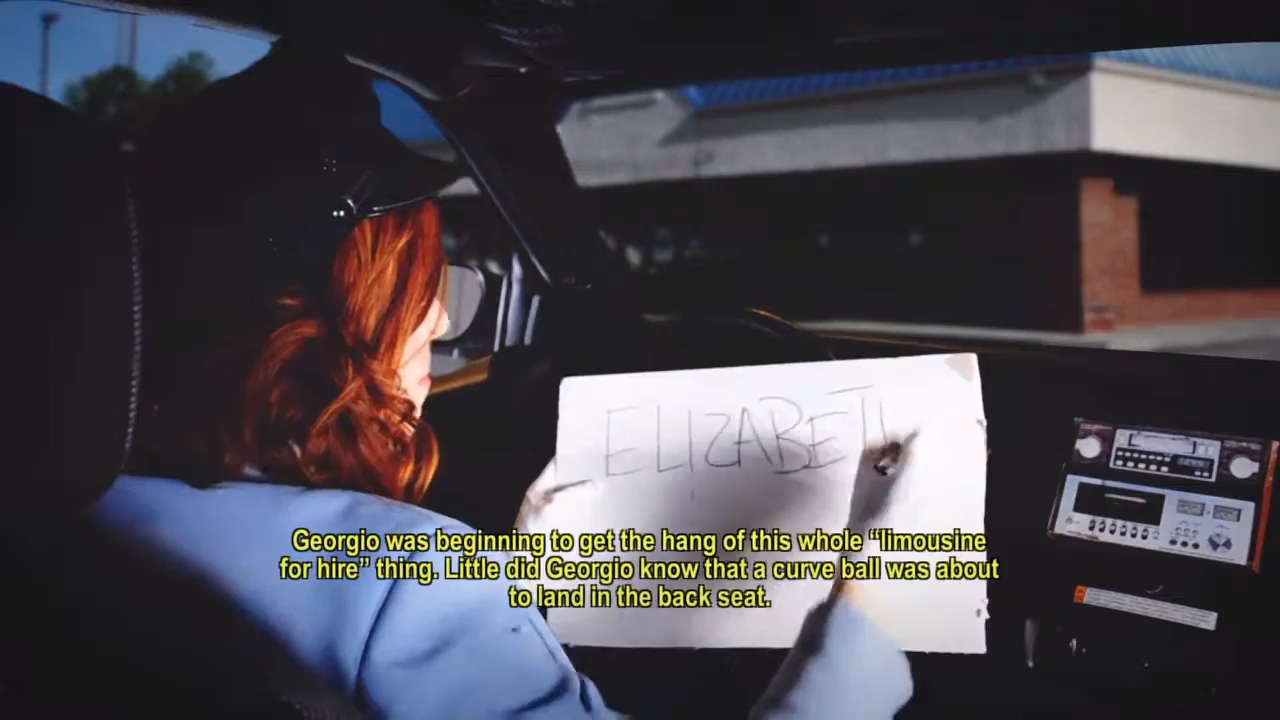 ELIZABETH
Georgio was beginning to get the hang of this whole “limousine
for hire” thing. Little did Georgio know that a curve ball was about
to land in the back seat.